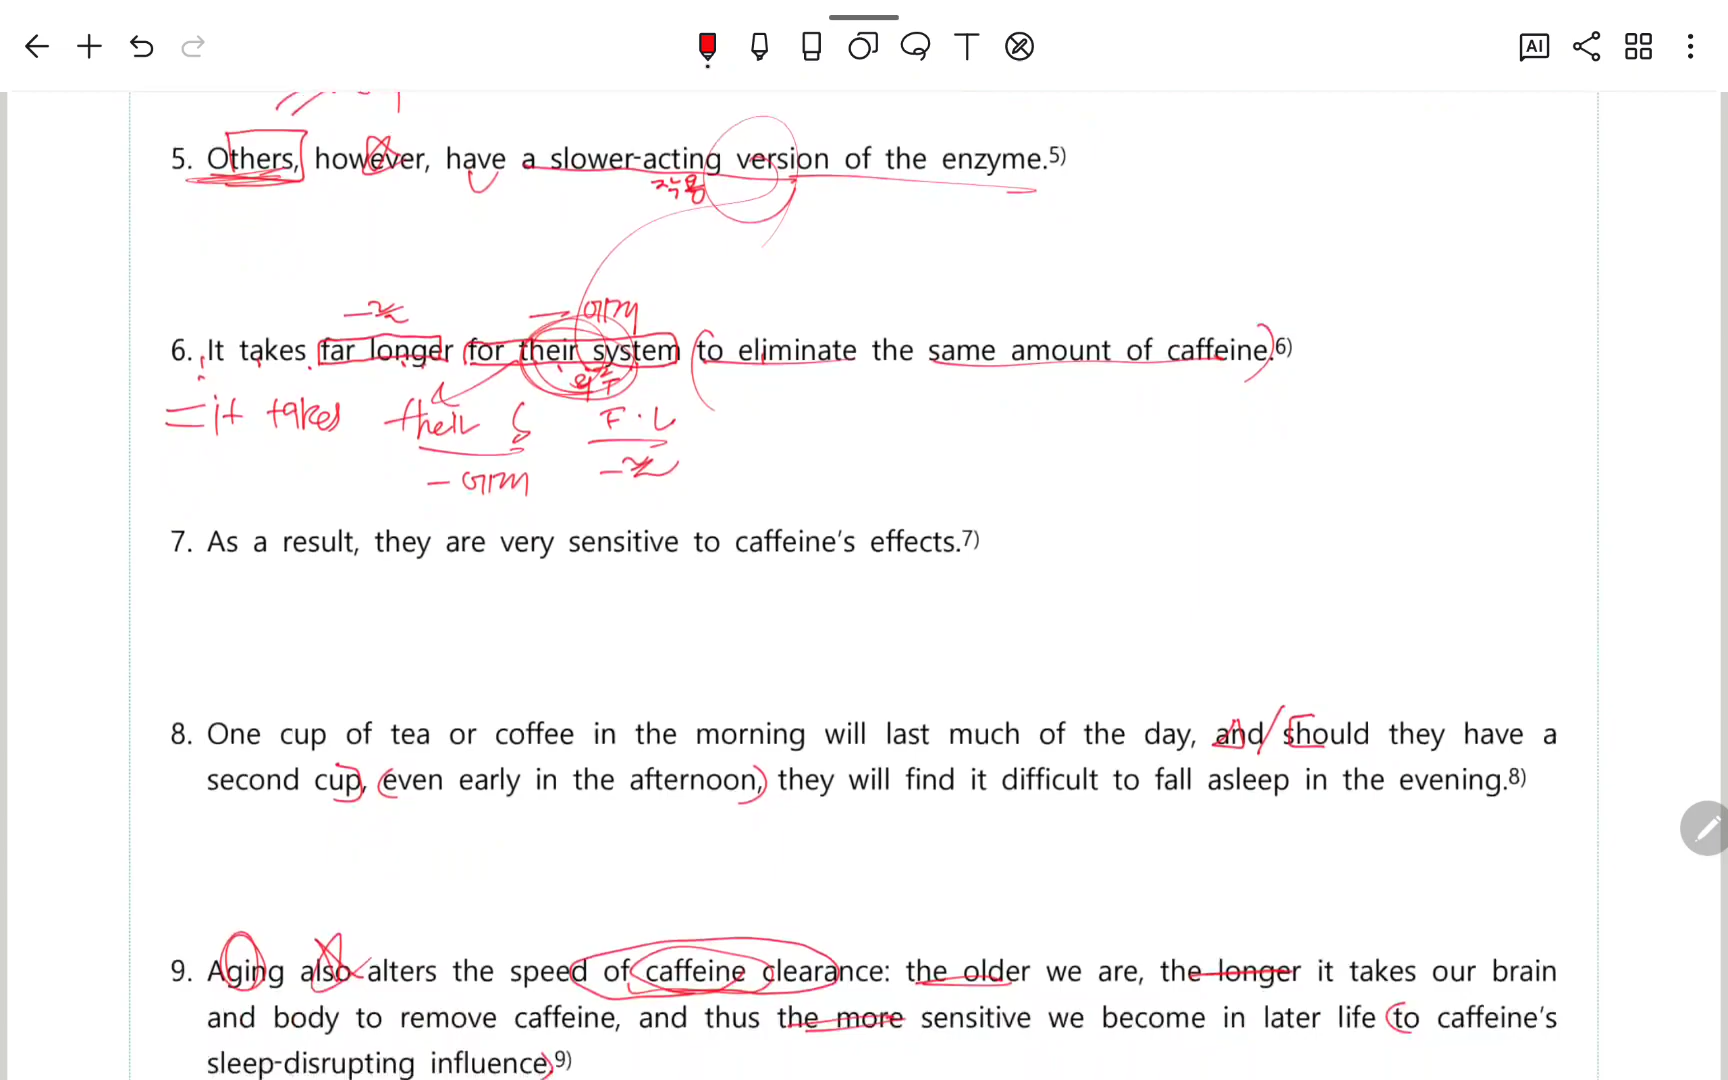 AI
5. Others, however, have a slower-acting version of the enzyme.5)
작용
6. It takes far longer for their system to eliminate the same amount of caffeine.6)
=it takes their S F.L
7. As a result, they are very sensitive to caffeine's effects.7)
8. One cup of tea or coffee in the morning will last much of the day, and should they have a
second cup, even early in the afternoon, they will find it difficult to fall asleep in the evening.8)
9. Aging also alters the speed of caffeine clearance: the older we are, the longer it takes our brain
and body to remove caffeine, and thus the more sensitive we become in later life to caffeine's
sleep-disrupting influence.9)